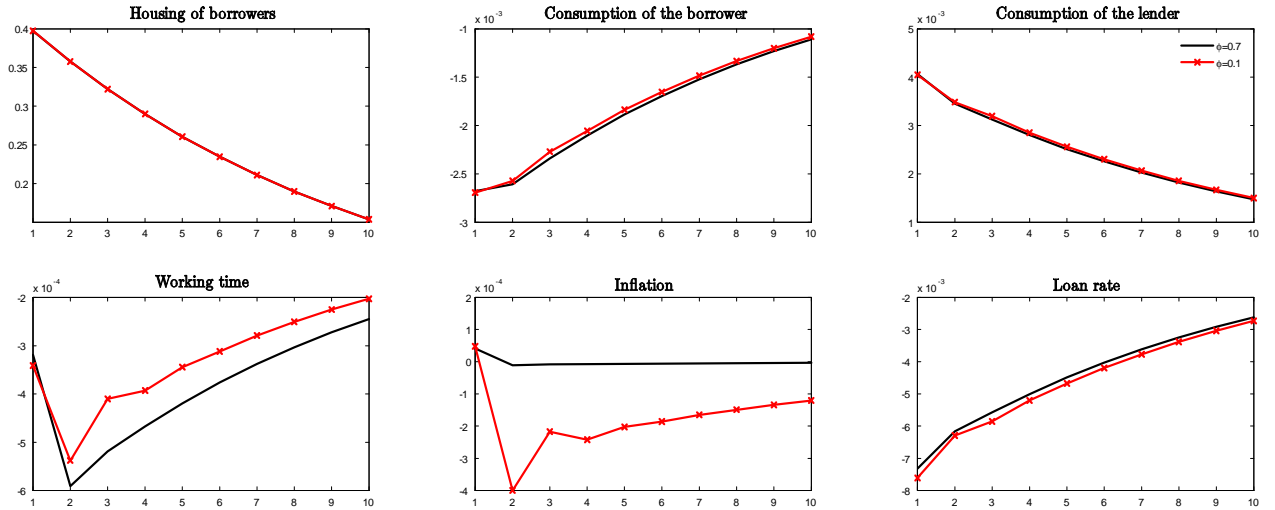 Housing of borrowers
0.4
0.35
0.3
0.25
0.2
1 2 3 4 5 6 7 8 9 10
Consumption of the borrower
x 10^-3
-1
-1.5
-2
-2.5
-3
1 2 3 4 5 6 7 8 9 10
Consumption of the lender
x 10^-3
5
4
3
2
1
ϕ=0.7
ϕ=0.1
1 2 3 4 5 6 7 8 9 10
Working time
x 10^-4
-2
-3
-4
-5
-6
1 2 3 4 5 6 7 8 9 10
Inflation
x 10^-4
2
1
0
-1
-2
-3
-4
1 2 3 4 5 6 7 8 9 10
Loan rate
x 10^-3
-2
-3
-4
-5
-6
-7
-8
1 2 3 4 5 6 7 8 9 10